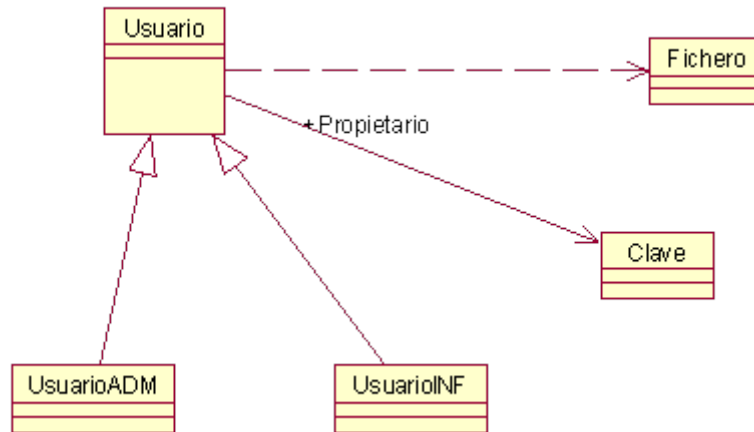 Usuario
Fichero
+Propietario
Clave
UsuarioADM
UsuarioINF